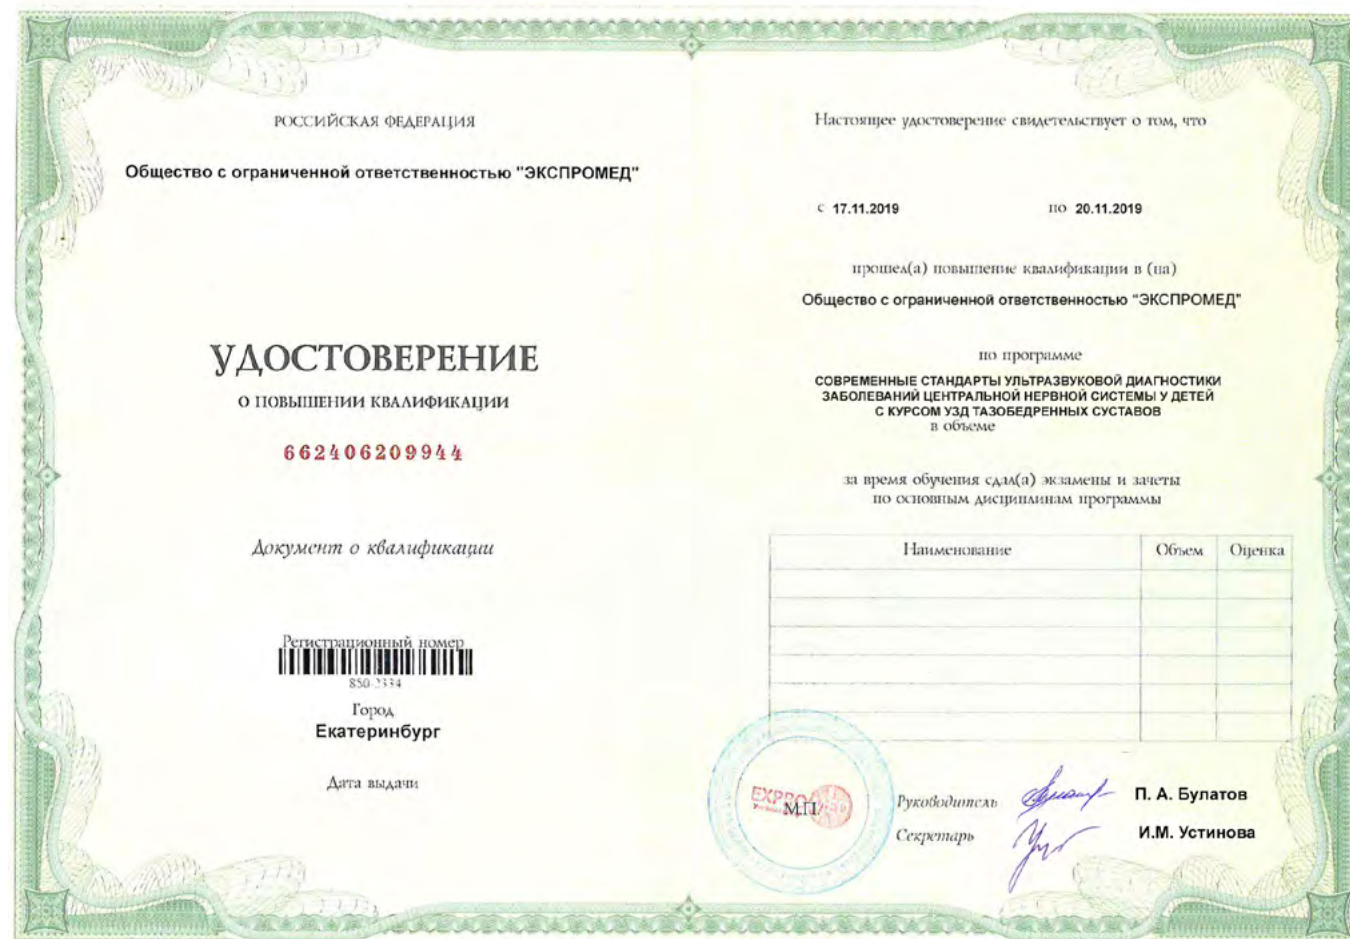 РОССИЙСКАЯ ФЕДЕРАЦИЯ
Общество с ограниченной ответственностью "ЭКСПРОМЕД"
УДОСТОВЕРЕНИЕ
О ПОВЫШЕНИИ КВАЛИФИКАЦИИ
662406209944
Документ о квалификации
Регистрационный номер
850-2334
Город
Екатеринбург
Дата выдачи
Настоящее удостоверение свидетельствует о том, что
с 17.11.2019 по 20.11.2019
прошел(а) повышение квалификации в (на)
Общество с ограниченной ответственностью "ЭКСПРОМЕД"
по программе
СОВРЕМЕННЫЕ СТАНДАРТЫ УЛЬТРАЗВУКОВОЙ ДИАГНОСТИКИ
ЗАБОЛЕВАНИЙ ЦЕНТРАЛЬНОЙ НЕРВНОЙ СИСТЕМЫ У ДЕТЕЙ
С КУРСОМ УЗД ТАЗОБЕДРЕННЫХ СУСТАВОВ
в объеме
за время обучения сдал(а) экзамены и зачеты
по основным дисциплинам программы
Наименование Объем Оценка
М.П.
Руководитель П. А. Булатов
Секретарь И.М. Устинова